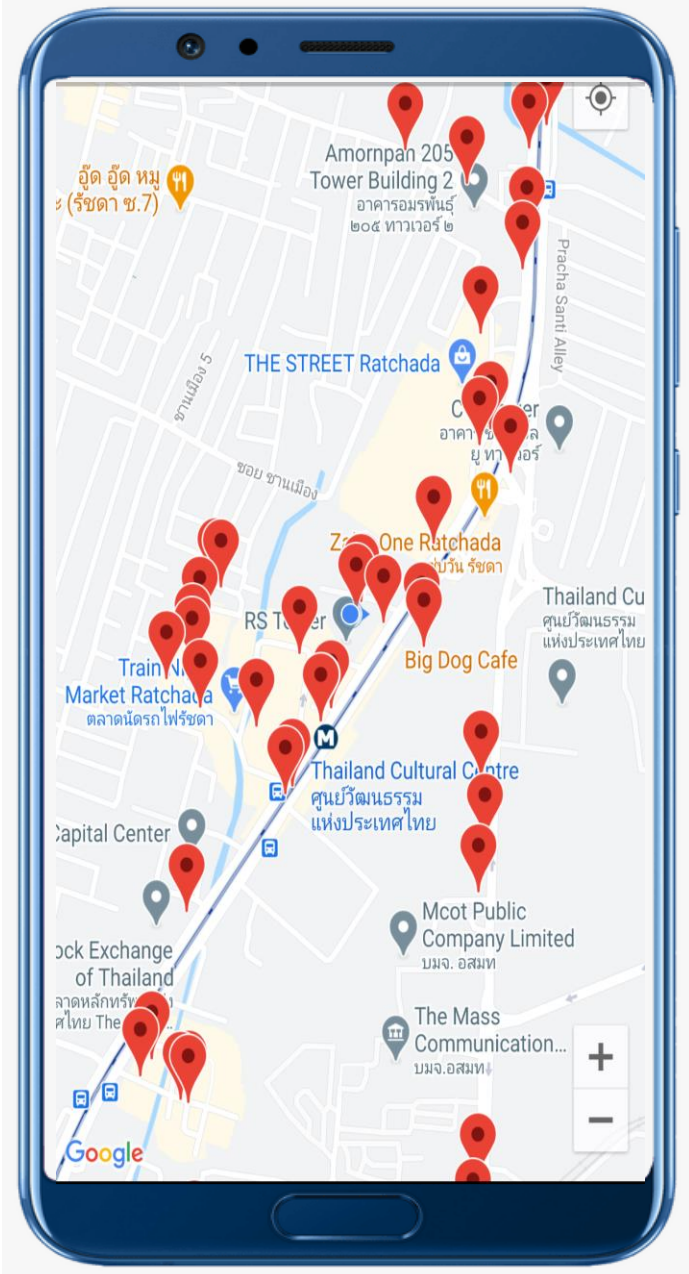 Amornpan 205
Tower Building 2
อาคารอมรพันธุ์
๒๐๕ ทาวเวอร์ ๒
อู๊ด อู๊ด หมู
(รัชดา ซ.7)
Pracha Santi Alley
THE STREET Ratchada
ชานเมือง 5
ซอย ชานเมือง
One Ratchada
รัชดา
RS
Thailand Cu
ศูนย์วัฒนธรรม
แห่งประเทศไทย
Big Dog Cafe
Train
Market Ratchada
ตลาดนัดรถไฟรัชดา
M
Thailand Cultural Centre
ศูนย์วัฒนธรรม
แห่งประเทศไทย
Capital Center
Mcot Public
Company Limited
บมจ. อสมท
ock Exchange
of Thailand
The
The Mass
Communication...
บมจ.อสมท
+
−
Google